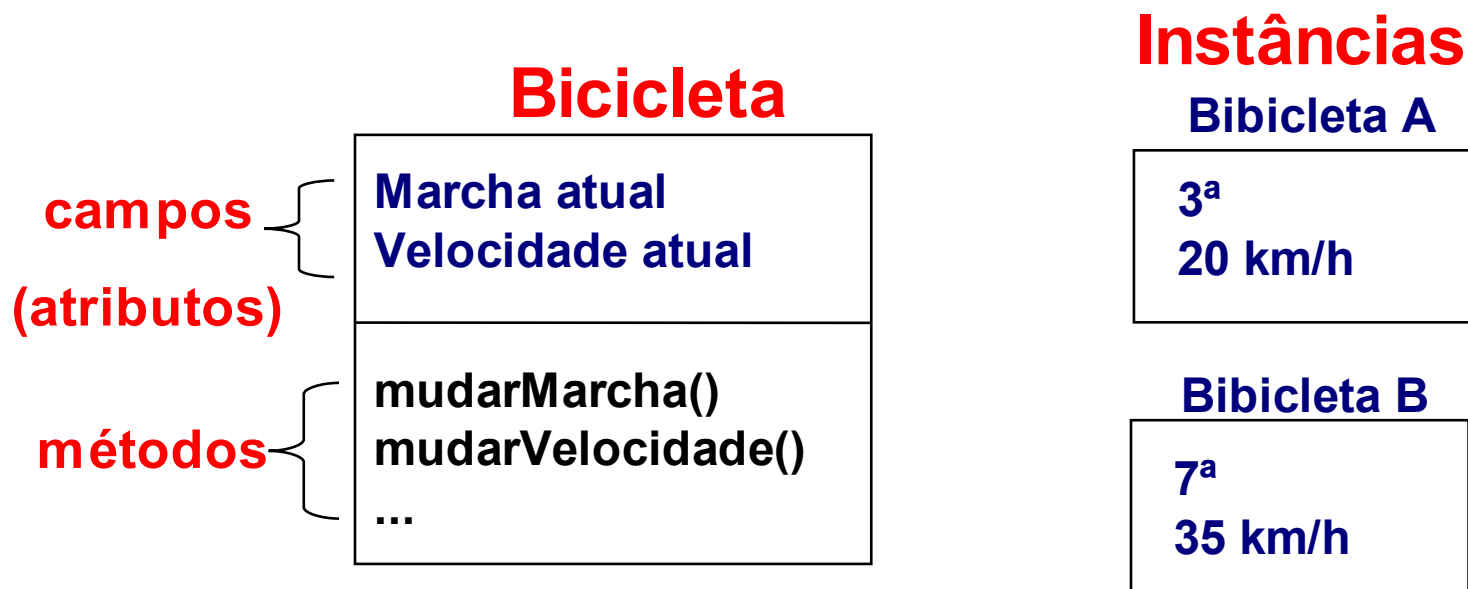 Bicicleta
campos
(atributos)
Marcha atual
Velocidade atual
métodos
mudarMarcha()
mudarVelocidade()
...
Instâncias
Bibicleta A
3ª
20 km/h
Bibicleta B
7ª
35 km/h